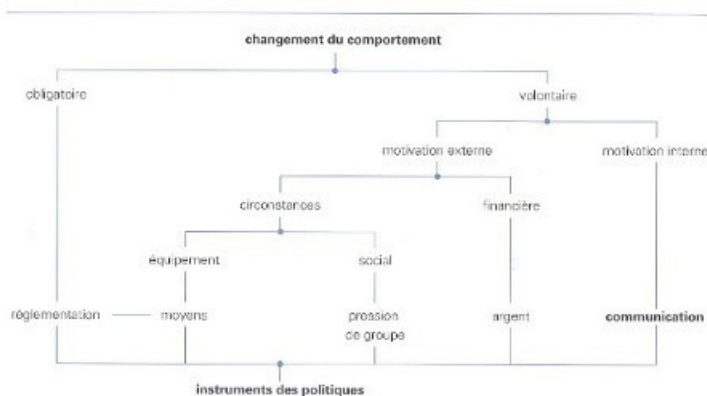 changement du comportement
obligatoire volontaire
motivation externe motivation interne
circonstances financière
équipement social
réglementation moyens pression argent communication
de groupe
instruments des politiques